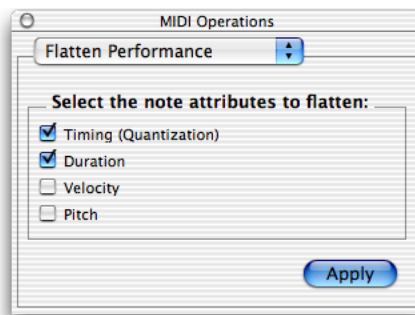 MIDI Operations
Flatten Performance
Select the note attributes to flatten:
Timing (Quantization)
Duration
Velocity
Pitch
Apply